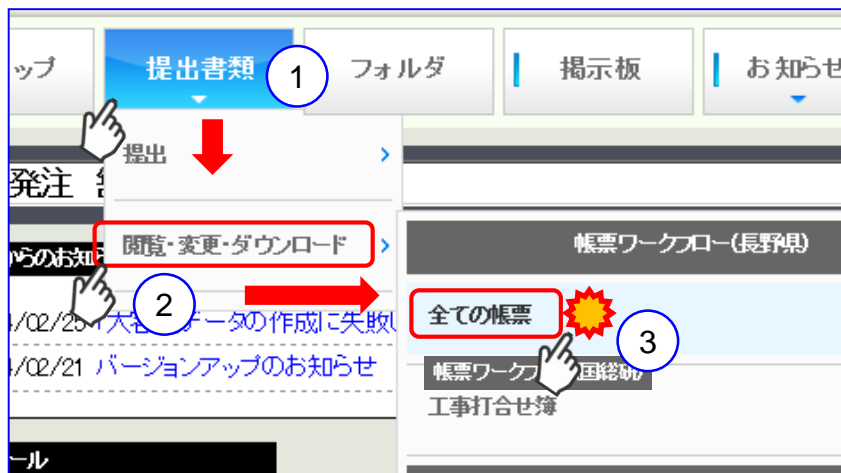 ップ 提出書類 ① フォルダ 掲示板 お知らせ
提出
発注
閲覧・変更・ダウンロード
帳票ワークフロー(長野県)
からのお知ら
②
全ての帳票
③
/02/25 大容 データの作成に失敗し
帳票ワークフ 国総研)
/02/21 バージョンアップのお知らせ
工事打合せ簿
ール